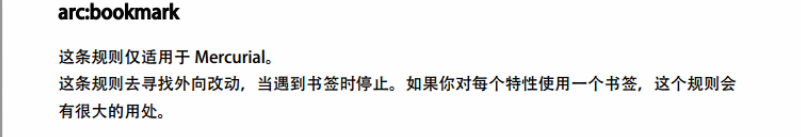 arc:bookmark
这条规则仅适用于 Mercurial。
这条规则去寻找外向改动，当遇到书签时停止。如果你对每个特性使用一个书签，这个规则会
有很大的用处。